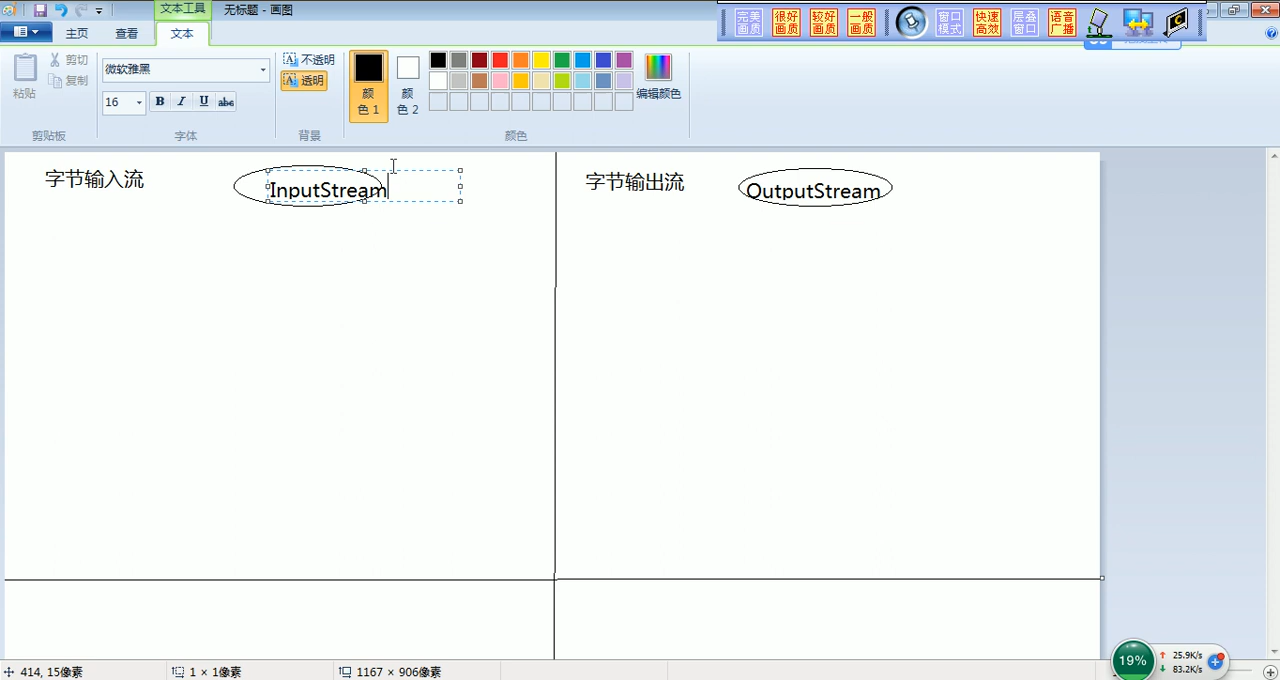 文本工具
无标题 - 画图
主页
查看
文本
完美画质
很好画质
较好画质
一般画质
窗口模式
快速高效
层叠窗口
语音广播
粘贴
剪切
复制
剪贴板
微软雅黑
16
B I U abc
字体
不透明
透明
背景
颜色 1
颜色 2
编辑颜色
颜色
字节输入流
InputStream
字节输出流
OutputStream
414, 15像素
1 × 1像素
1167 × 906像素
19%
25.9K/s
83.2K/s